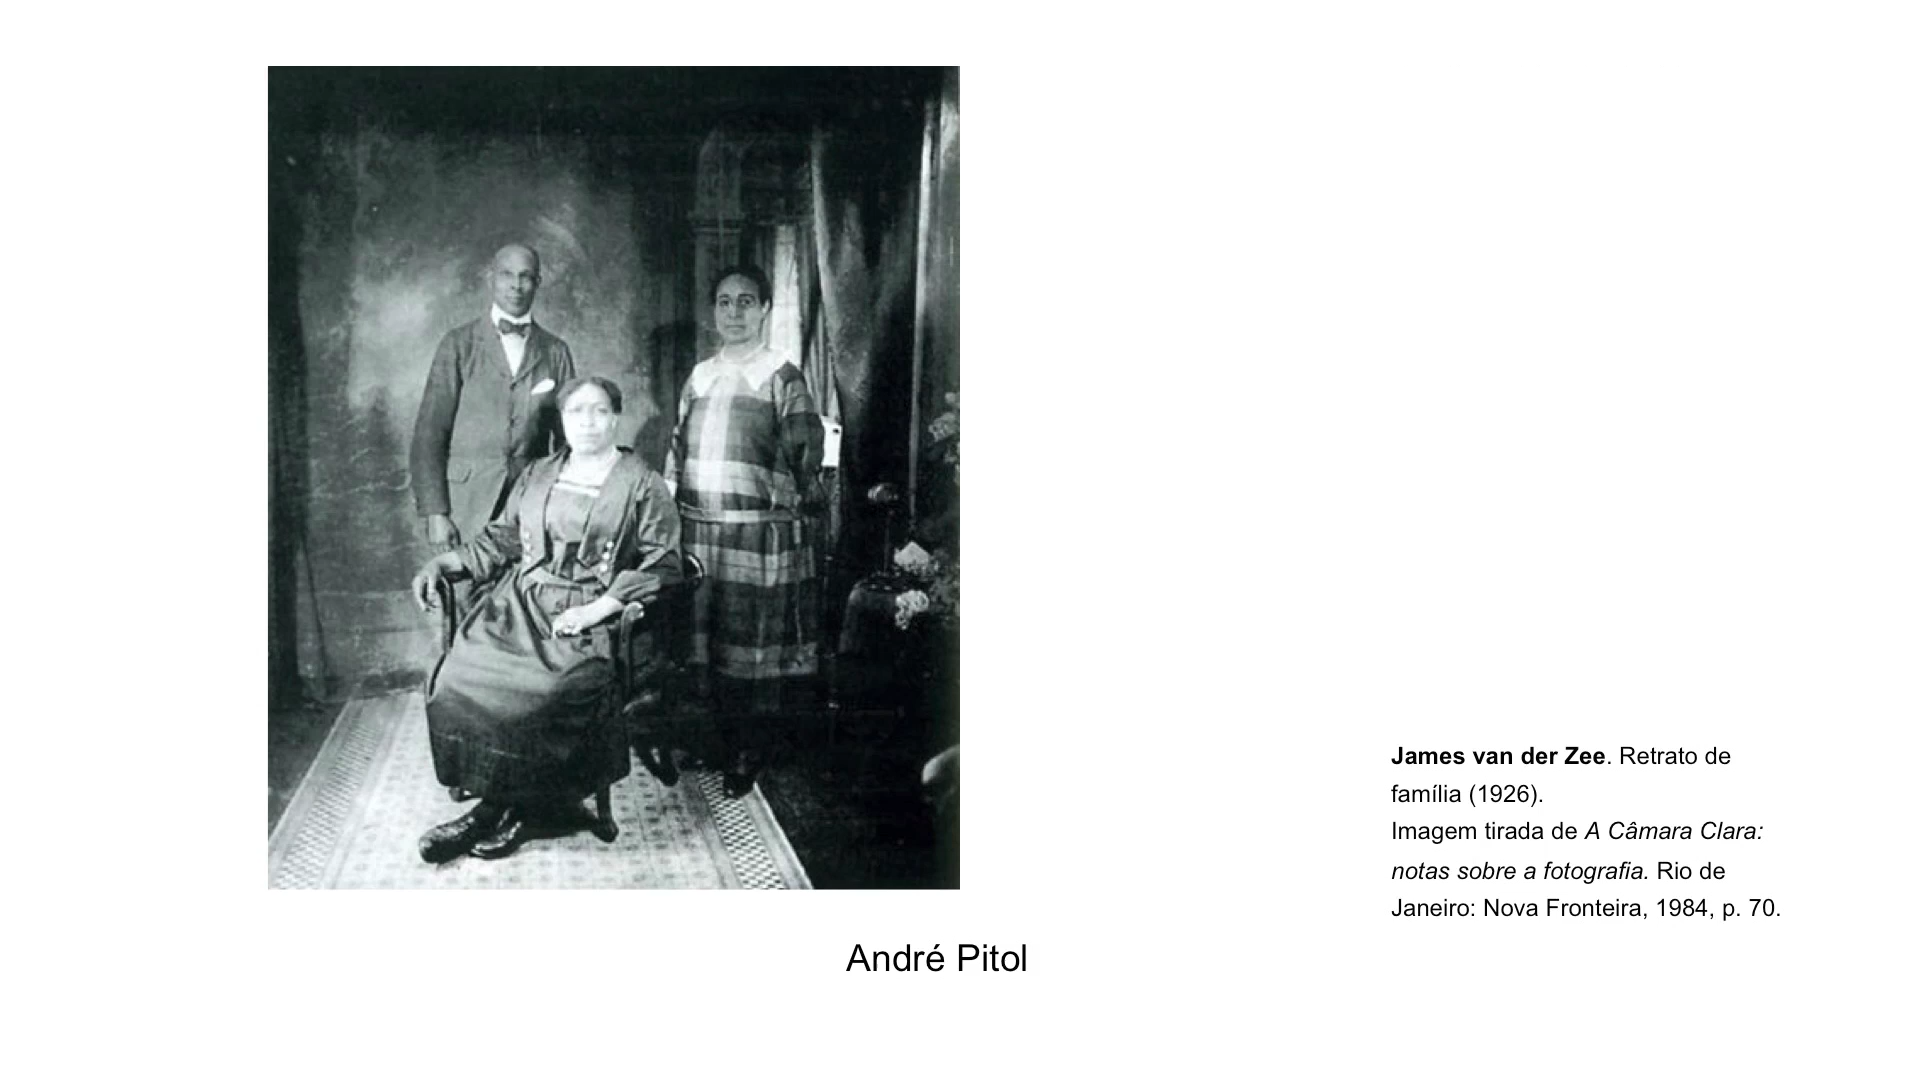 James van der Zee. Retrato de
família (1926).
Imagem tirada de A Câmara Clara:
notas sobre a fotografia. Rio de
Janeiro: Nova Fronteira, 1984, p. 70.
André Pitol